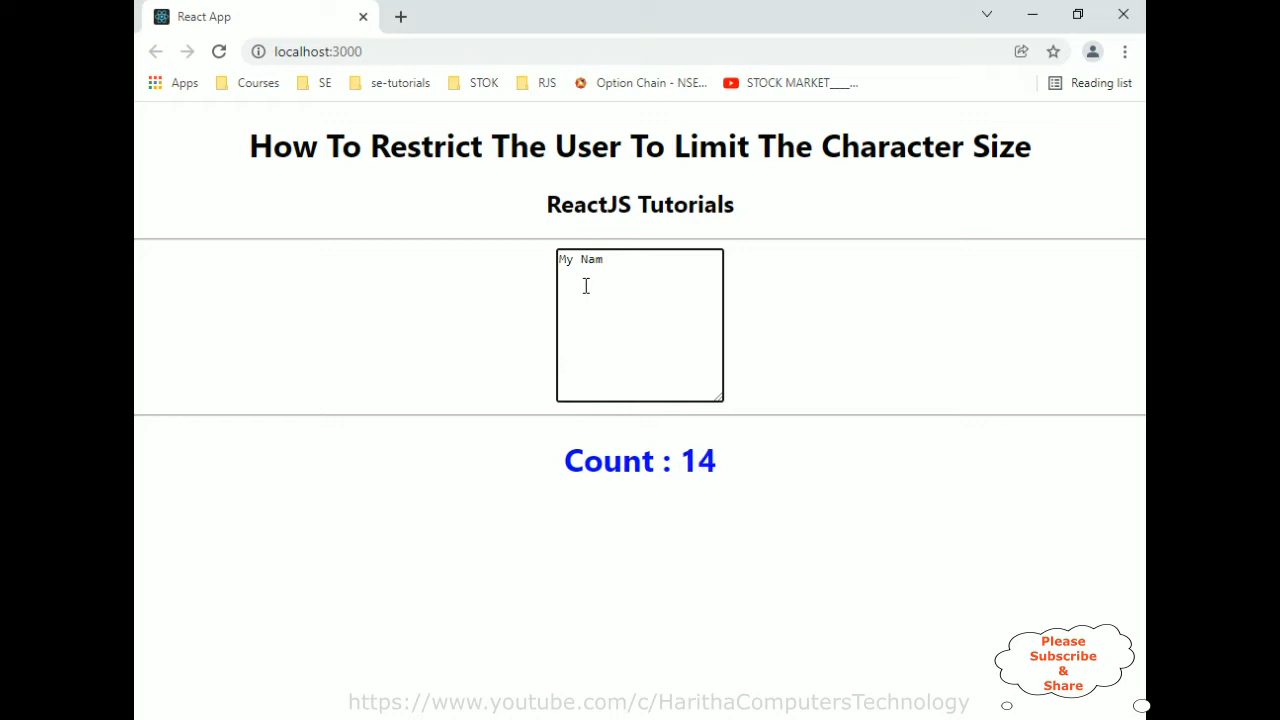 React App
localhost:3000
Apps Courses SE se-tutorials STOK RJS Option Chain - NSE... STOCK MARKET____... Reading list
How To Restrict The User To Limit The Character Size
ReactJS Tutorials
My Nam
Count : 14
Please
Subscribe
&
Share
https://www.youtube.com/c/HarithaComputersTechnology